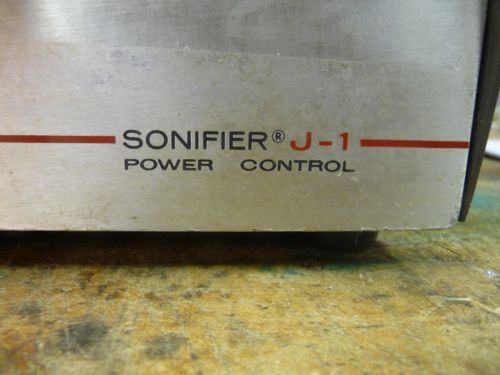 SONIFIER® J-1
POWER CONTROL